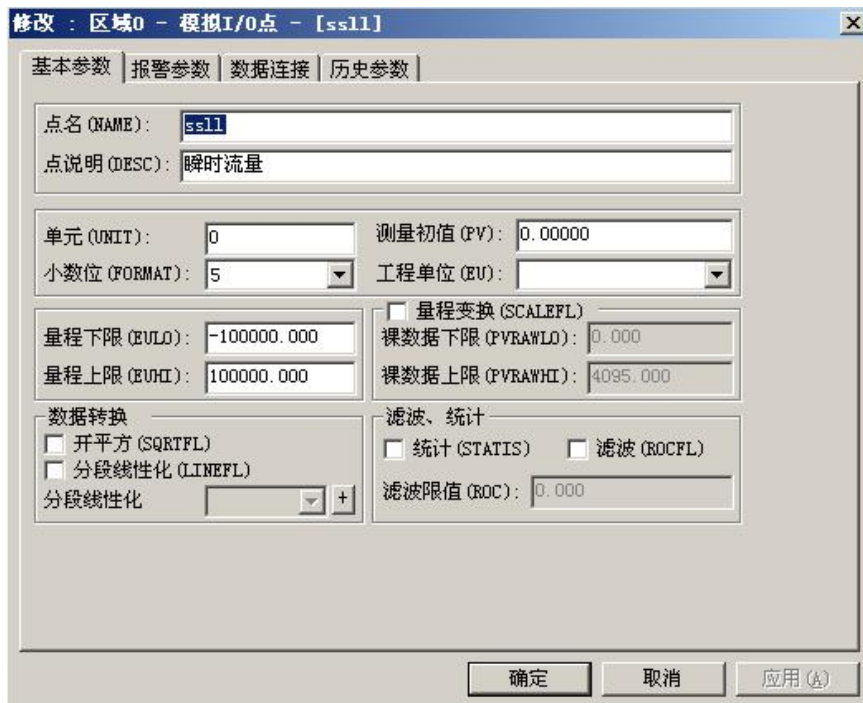 修改 : 区域0 - 模拟I/O点 - [ssll]
基本参数 报警参数 数据连接 历史参数
点名(NAME): ssll
点说明(DESC): 瞬时流量
单元(UNIT): 0 测量初值(PV): 0.00000
小数位(FORMAT): 5 工程单位(EU):
量程变换(SCALEFL)
量程下限(EULO): -100000.000 裸数据下限(PVRAWLO): 0.000
量程上限(EUHI): 100000.000 裸数据上限(PVRAWHI): 4095.000
数据转换 滤波、统计
开平方(SQRTFL) 统计(STATIS) 滤波(ROCFL)
分段线性化(LINEFL)
分段线性化 + 滤波限值(ROC): 0.000
确定 取消 应用(A)